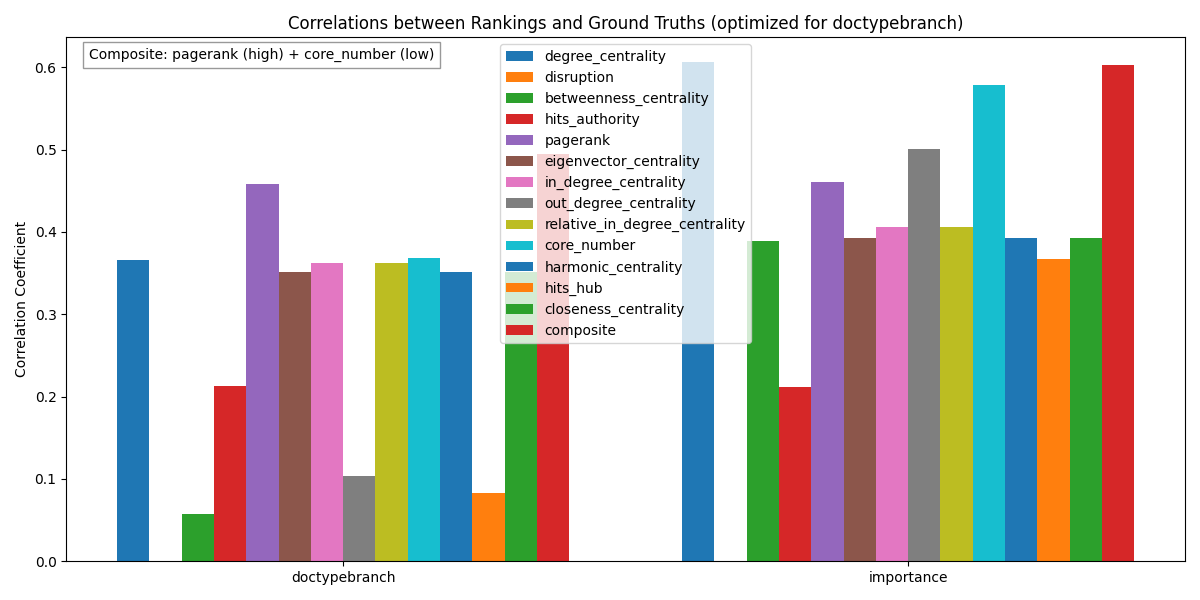 Correlations between Rankings and Ground Truths (optimized for doctypebranch)
Composite: pagerank (high) + core_number (low)
degree_centrality
disruption
betweenness_centrality
hits_authority
pagerank
eigenvector_centrality
in_degree_centrality
out_degree_centrality
relative_in_degree_centrality
core_number
harmonic_centrality
hits_hub
closeness_centrality
composite
Correlation Coefficient
0.6
0.5
0.4
0.3
0.2
0.1
0.0
doctypebranch
importance